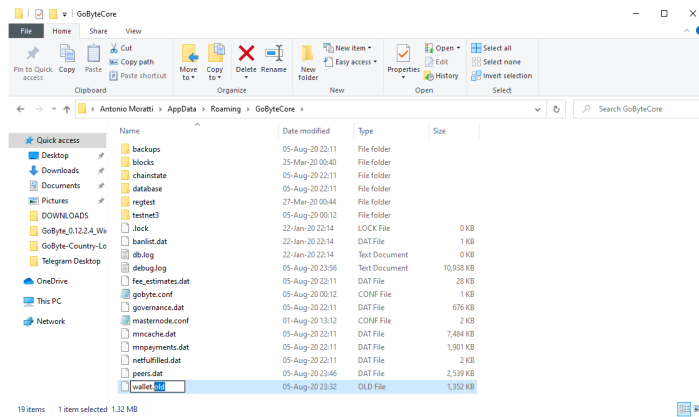 GoByteCore
File Home Share View
Pin to Quick access
Copy
Paste
Cut
Copy path
Paste shortcut
Clipboard
Move to
Copy to
Delete
Rename
Organize
New folder
New item
Easy access
New
Properties
Open
Edit
History
Open
Select all
Select none
Invert selection
Select
Antonio Moratti > AppData > Roaming > GoByteCore >
Search GoByteCore
Quick access
Desktop
Downloads
Documents
Pictures
DOWNLOADS
GoByte_0.12.2.4_Wi
GoByte-Country-Lo
Telegram Desktop
OneDrive
This PC
Network
Name Date modified Type Size
backups 05-Aug-20 22:11 File folder
blocks 25-Mar-20 00:40 File folder
chainstate 05-Aug-20 22:11 File folder
database 05-Aug-20 22:11 File folder
regtest 27-Mar-20 00:44 File folder
testnet3 05-Aug-20 00:12 File folder
.lock 22-Jan-20 22:14 LOCK File 0 KB
banlist.dat 22-Jan-20 22:14 DAT File 1 KB
db.log 22-Jan-20 22:14 Text Document 0 KB
debug.log 05-Aug-20 23:56 Text Document 10,938 KB
fee_estimates.dat 05-Aug-20 22:11 DAT File 28 KB
gobyte.conf 05-Aug-20 00:12 CONF File 1 KB
governance.dat 05-Aug-20 22:11 DAT File 676 KB
masternode.conf 01-Aug-20 13:12 CONF File 2 KB
mncache.dat 05-Aug-20 22:11 DAT File 7,484 KB
mnpayments.dat 05-Aug-20 22:11 DAT File 1,901 KB
netfulfilled.dat 05-Aug-20 22:11 DAT File 2 KB
peers.dat 05-Aug-20 23:46 DAT File 2,539 KB
wallet.old 05-Aug-20 23:32 OLD File 1,352 KB
19 items 1 item selected 1.32 MB